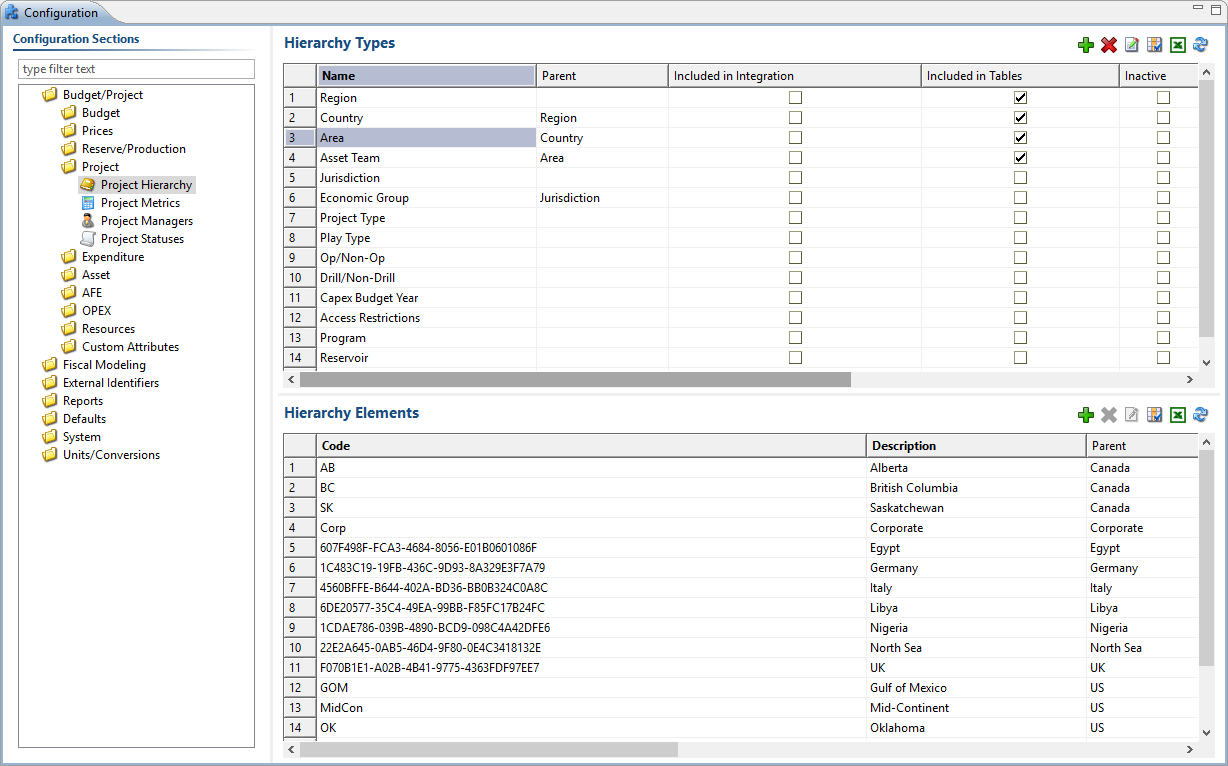 Configuration
Configuration Sections
type filter text
Budget/Project
Budget
Prices
Reserve/Production
Project
Project Hierarchy
Project Metrics
Project Managers
Project Statuses
Expenditure
Asset
AFE
OPEX
Resources
Custom Attributes
Fiscal Modeling
External Identifiers
Reports
Defaults
System
Units/Conversions
Hierarchy Types
Name Parent Included in Integration Included in Tables Inactive
1 Region
2 Country Region
3 Area Country
4 Asset Team Area
5 Jurisdiction
6 Economic Group Jurisdiction
7 Project Type
8 Play Type
9 Op/Non-Op
10 Drill/Non-Drill
11 Capex Budget Year
12 Access Restrictions
13 Program
14 Reservoir
Hierarchy Elements
Code Description Parent
1 AB Alberta Canada
2 BC British Columbia Canada
3 SK Saskatchewan Canada
4 Corp Corporate Corporate
5 607F498F-FCA3-4684-8056-E01B0601086F Egypt Egypt
6 1C483C19-19FB-436C-9D93-8A329E3F7A79 Germany Germany
7 4560BFFE-B644-402A-BD36-BB0B324C0A8C Italy Italy
8 6DE20577-35C4-49EA-99BB-F85FC17B24FC Libya Libya
9 1CDAE786-039B-4890-BCD9-098C4A42DFE6 Nigeria Nigeria
10 22E2A645-0AB5-46D4-9F80-0E4C3418132E North Sea North Sea
11 F070B1E1-A02B-4B41-9775-4363FDF97EE7 UK UK
12 GOM Gulf of Mexico US
13 MidCon Mid-Continent US
14 OK Oklahoma US